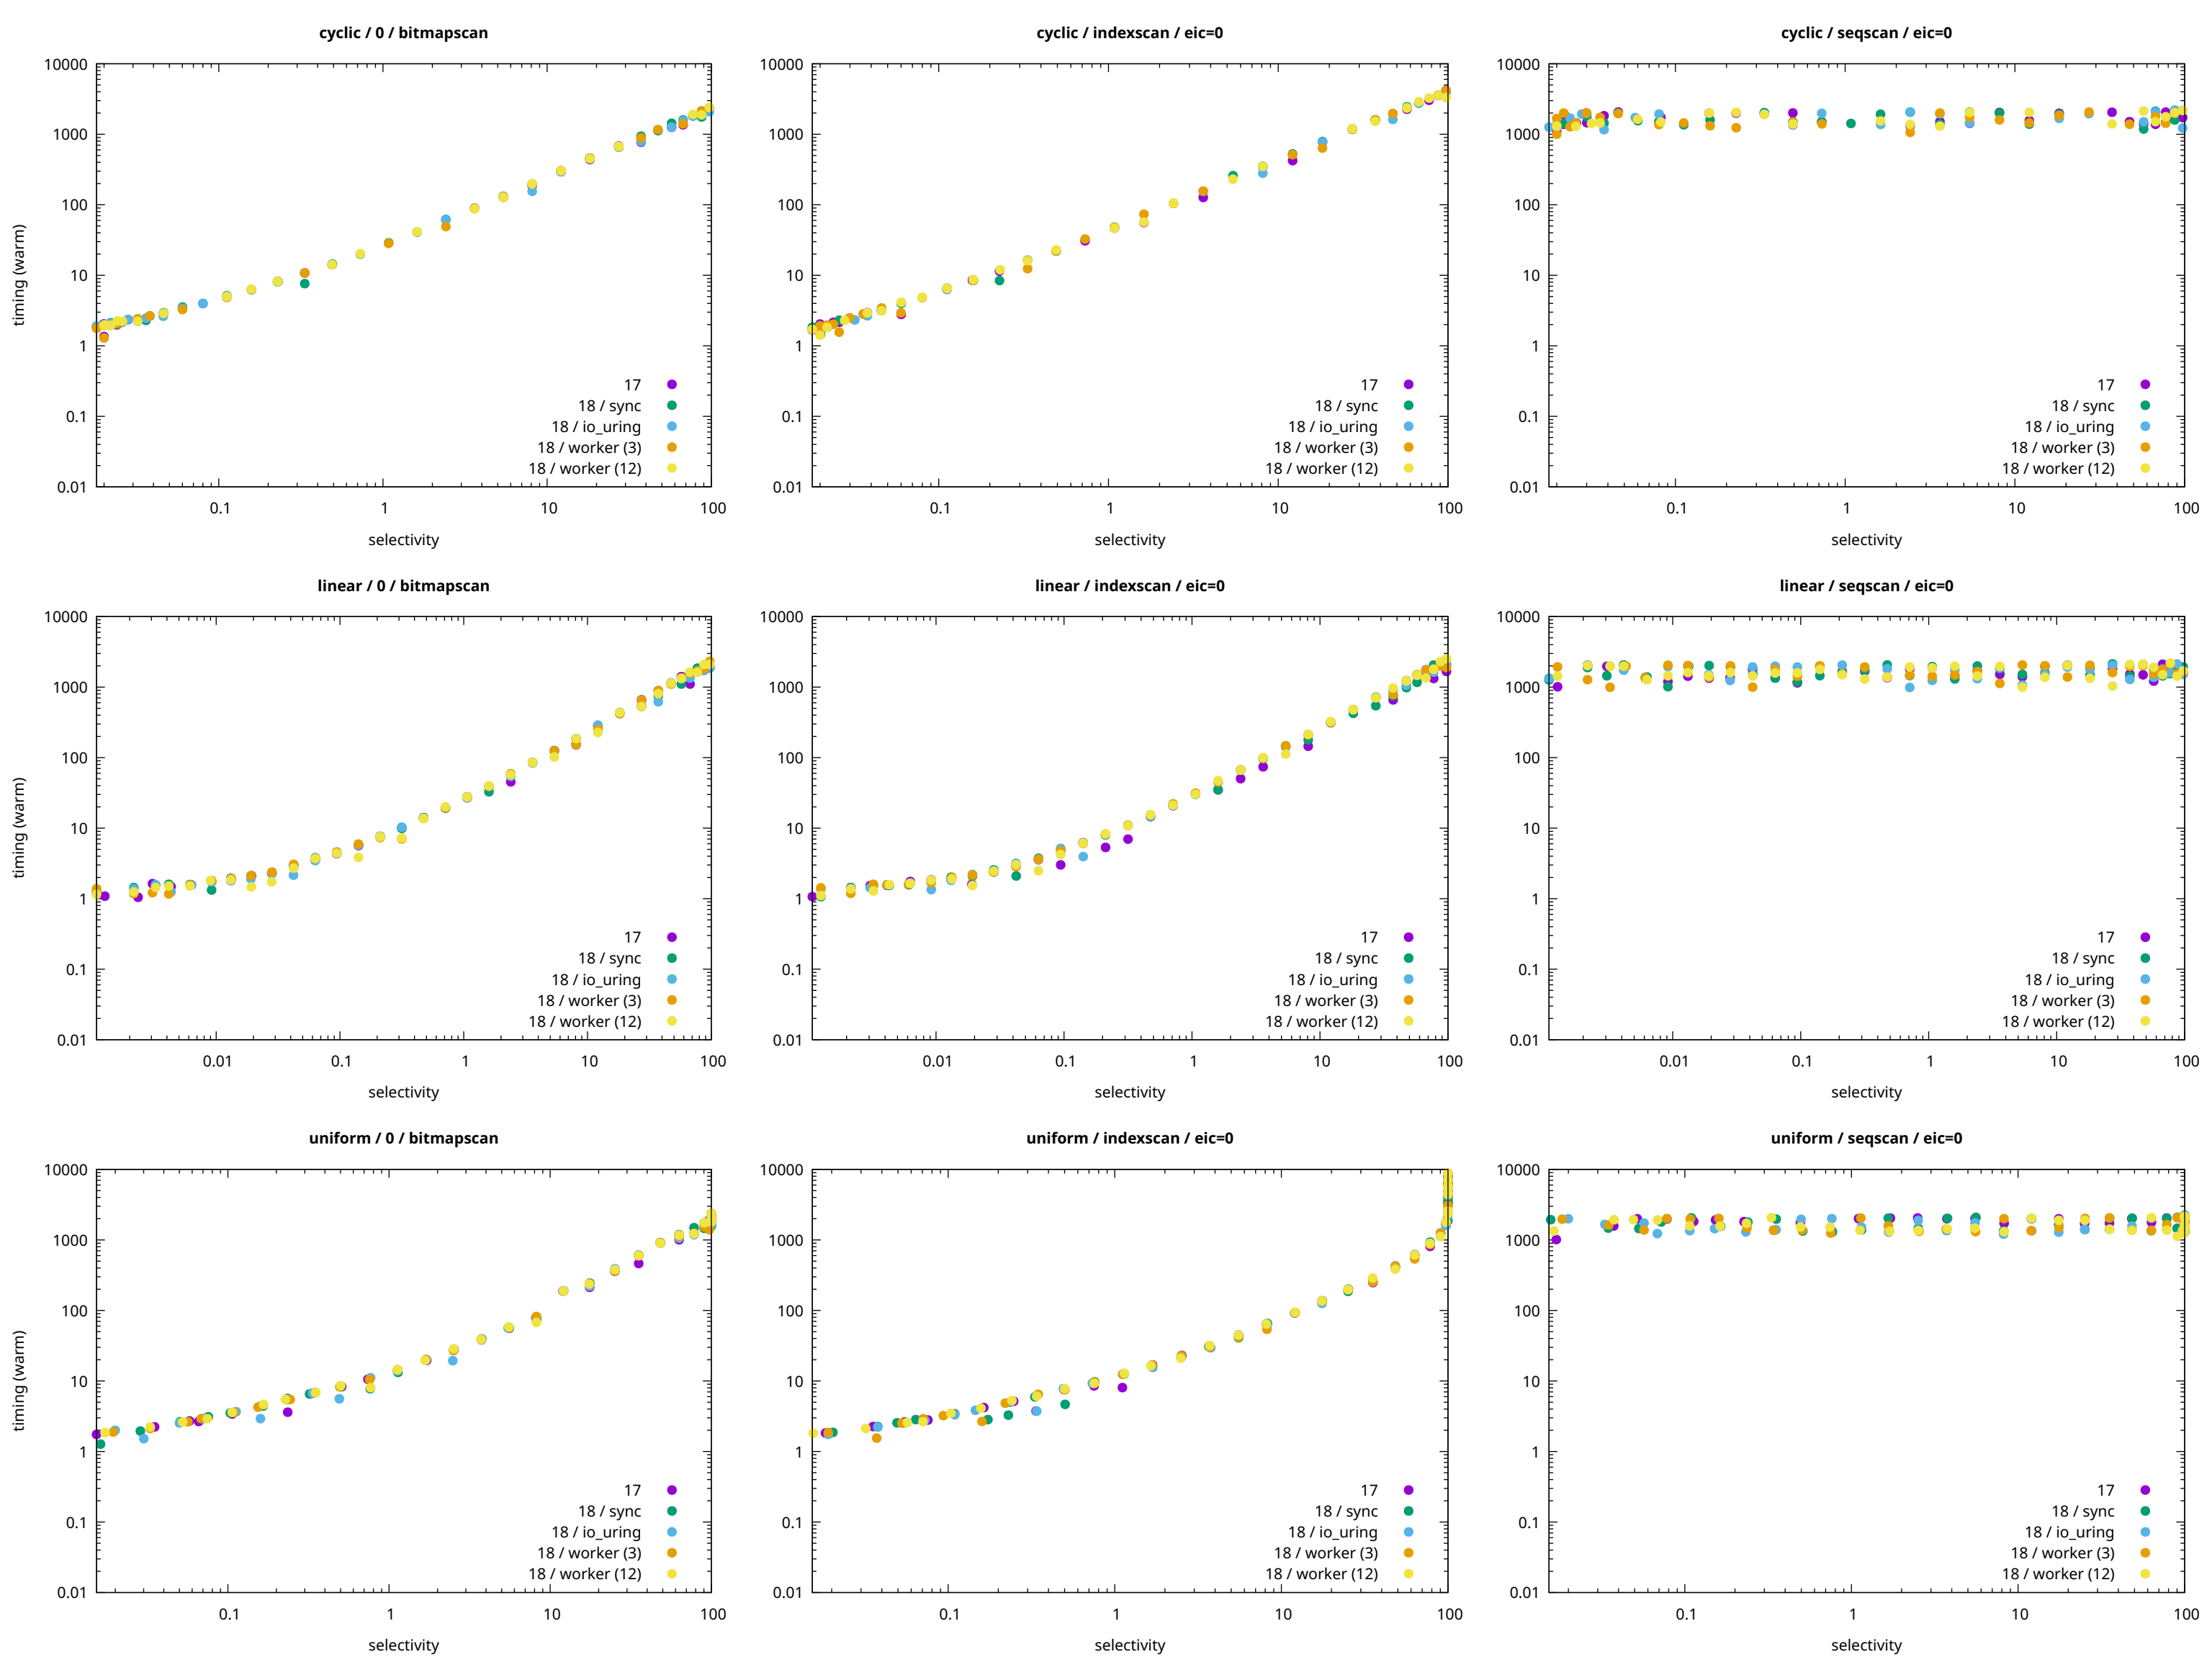 cyclic / 0 / bitmapscan
10000
1000
100
10
1
0.1
0.01
timing (warm)
17
18 / sync
18 / io_uring
18 / worker (3)
18 / worker (12)
0.1
1
10
100
selectivity
cyclic / indexscan / eic=0
10000
1000
100
10
1
0.1
0.01
17
18 / sync
18 / io_uring
18 / worker (3)
18 / worker (12)
0.1
1
10
100
selectivity
cyclic / seqscan / eic=0
10000
1000
100
10
1
0.1
0.01
17
18 / sync
18 / io_uring
18 / worker (3)
18 / worker (12)
0.1
1
10
100
selectivity
linear / 0 / bitmapscan
10000
1000
100
10
1
0.1
0.01
timing (warm)
17
18 / sync
18 / io_uring
18 / worker (3)
18 / worker (12)
0.01
0.1
1
10
100
selectivity
linear / indexscan / eic=0
10000
1000
100
10
1
0.1
0.01
17
18 / sync
18 / io_uring
18 / worker (3)
18 / worker (12)
0.01
0.1
1
10
100
selectivity
linear / seqscan / eic=0
10000
1000
100
10
1
0.1
0.01
17
18 / sync
18 / io_uring
18 / worker (3)
18 / worker (12)
0.01
0.1
1
10
100
selectivity
uniform / 0 / bitmapscan
10000
1000
100
10
1
0.1
0.01
timing (warm)
17
18 / sync
18 / io_uring
18 / worker (3)
18 / worker (12)
0.1
1
10
100
selectivity
uniform / indexscan / eic=0
10000
1000
100
10
1
0.1
0.01
17
18 / sync
18 / io_uring
18 / worker (3)
18 / worker (12)
0.1
1
10
100
selectivity
uniform / seqscan / eic=0
10000
1000
100
10
1
0.1
0.01
17
18 / sync
18 / io_uring
18 / worker (3)
18 / worker (12)
0.1
1
10
100
selectivity